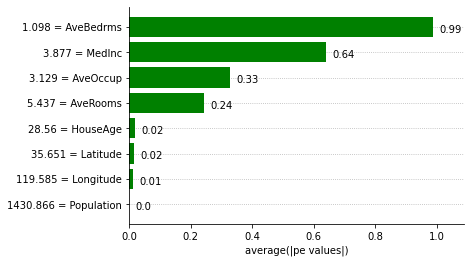 1.098 = AveBedrms 0.99
3.877 = MedInc 0.64
3.129 = AveOccup 0.33
5.437 = AveRooms 0.24
28.56 = HouseAge 0.02
35.651 = Latitude 0.02
119.585 = Longitude 0.01
1430.866 = Population 0.0
0.0 0.2 0.4 0.6 0.8 1.0
average(|pe values|)